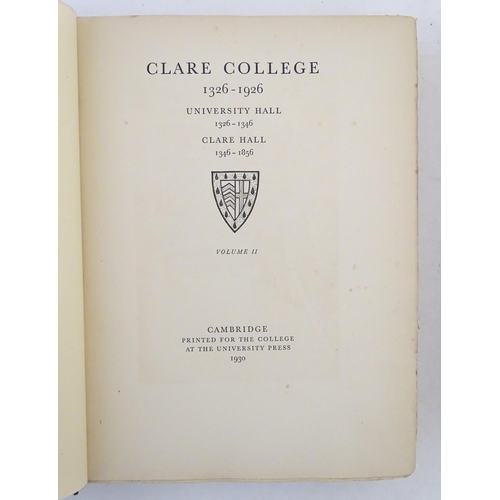 CLARE COLLEGE
1326-1926
UNIVERSITY HALL
1326-1346
CLARE HALL
1346-1856
VOLUME II
CAMBRIDGE
PRINTED FOR THE COLLEGE
AT THE UNIVERSITY PRESS
1930